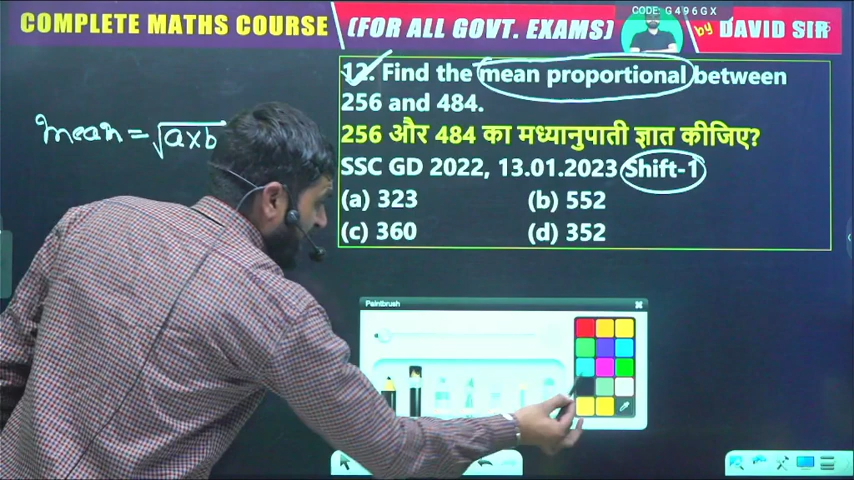 CODE: G496GX
COMPLETE MATHS COURSE (FOR ALL GOVT. EXAMS) by DAVID SIR
12. Find the mean proportional between
256 and 484.
mean = √a×b
256 और 484 का मध्यानुपाती ज्ञात कीजिए?
SSC GD 2022, 13.01.2023 Shift-1
(a) 323 (b) 552
(c) 360 (d) 352
Paintbrush